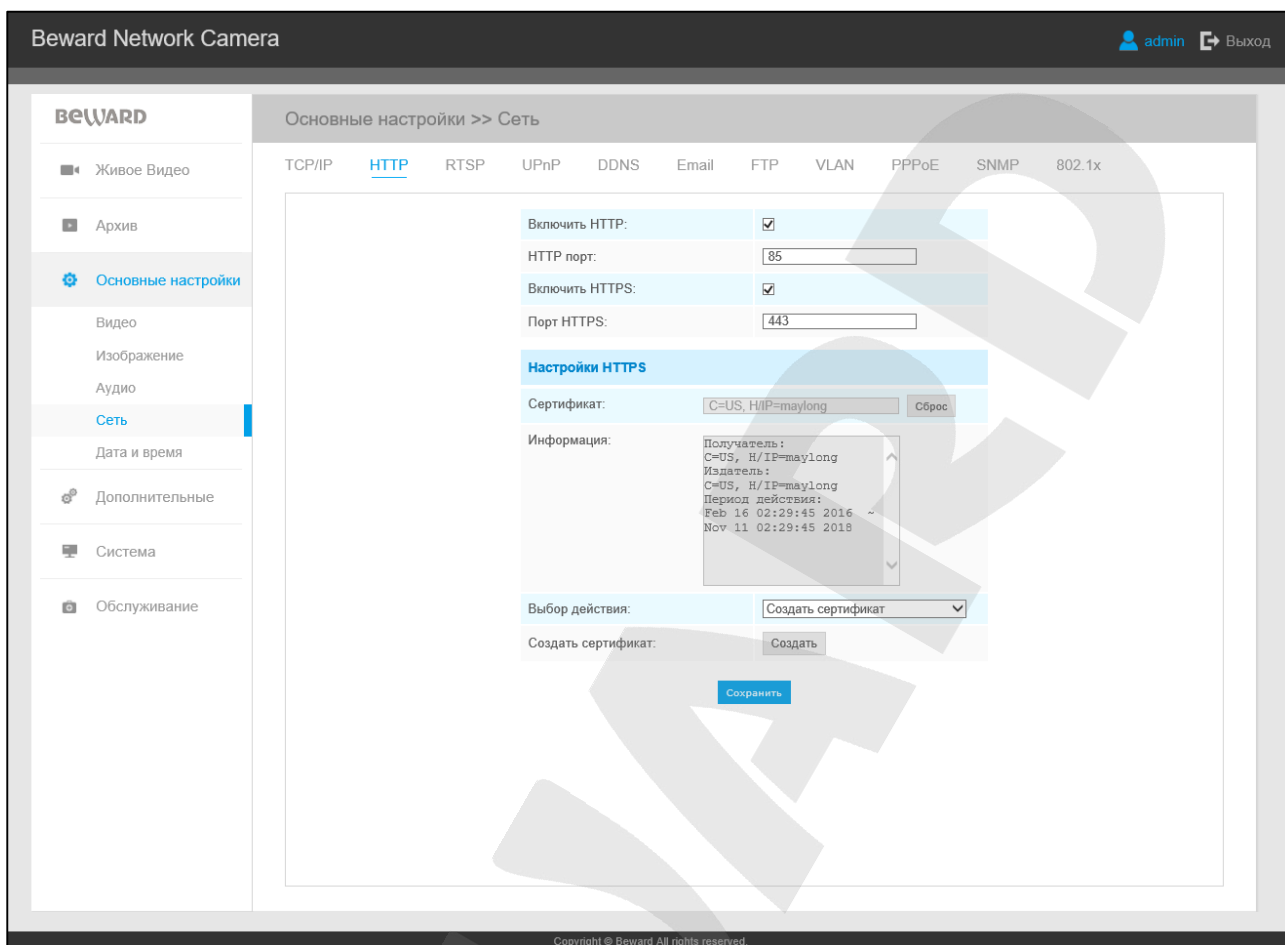 Beward Network Camera
admin Выход
BEWARD
Основные настройки >> Сеть
Живое Видео
Архив
Основные настройки
Видео
Изображение
Аудио
Сеть
Дата и время
Дополнительные
Система
Обслуживание
TCP/IP HTTP RTSP UPnP DDNS Email FTP VLAN PPPoE SNMP 802.1x
Включить HTTP:
HTTP порт: 85
Включить HTTPS:
Порт HTTPS: 443
Настройки HTTPS
Сертификат: C=US, H/IP=maylong Сброс
Информация:
Получатель:
C=US, H/IP=maylong
Издатель:
C=US, H/IP=maylong
Период действия:
Feb 16 02:29:45 2016 ~
Nov 11 02:29:45 2018
Выбор действия: Создать сертификат
Создать сертификат: Создать
Сохранить
Copyright © Beward All rights reserved.